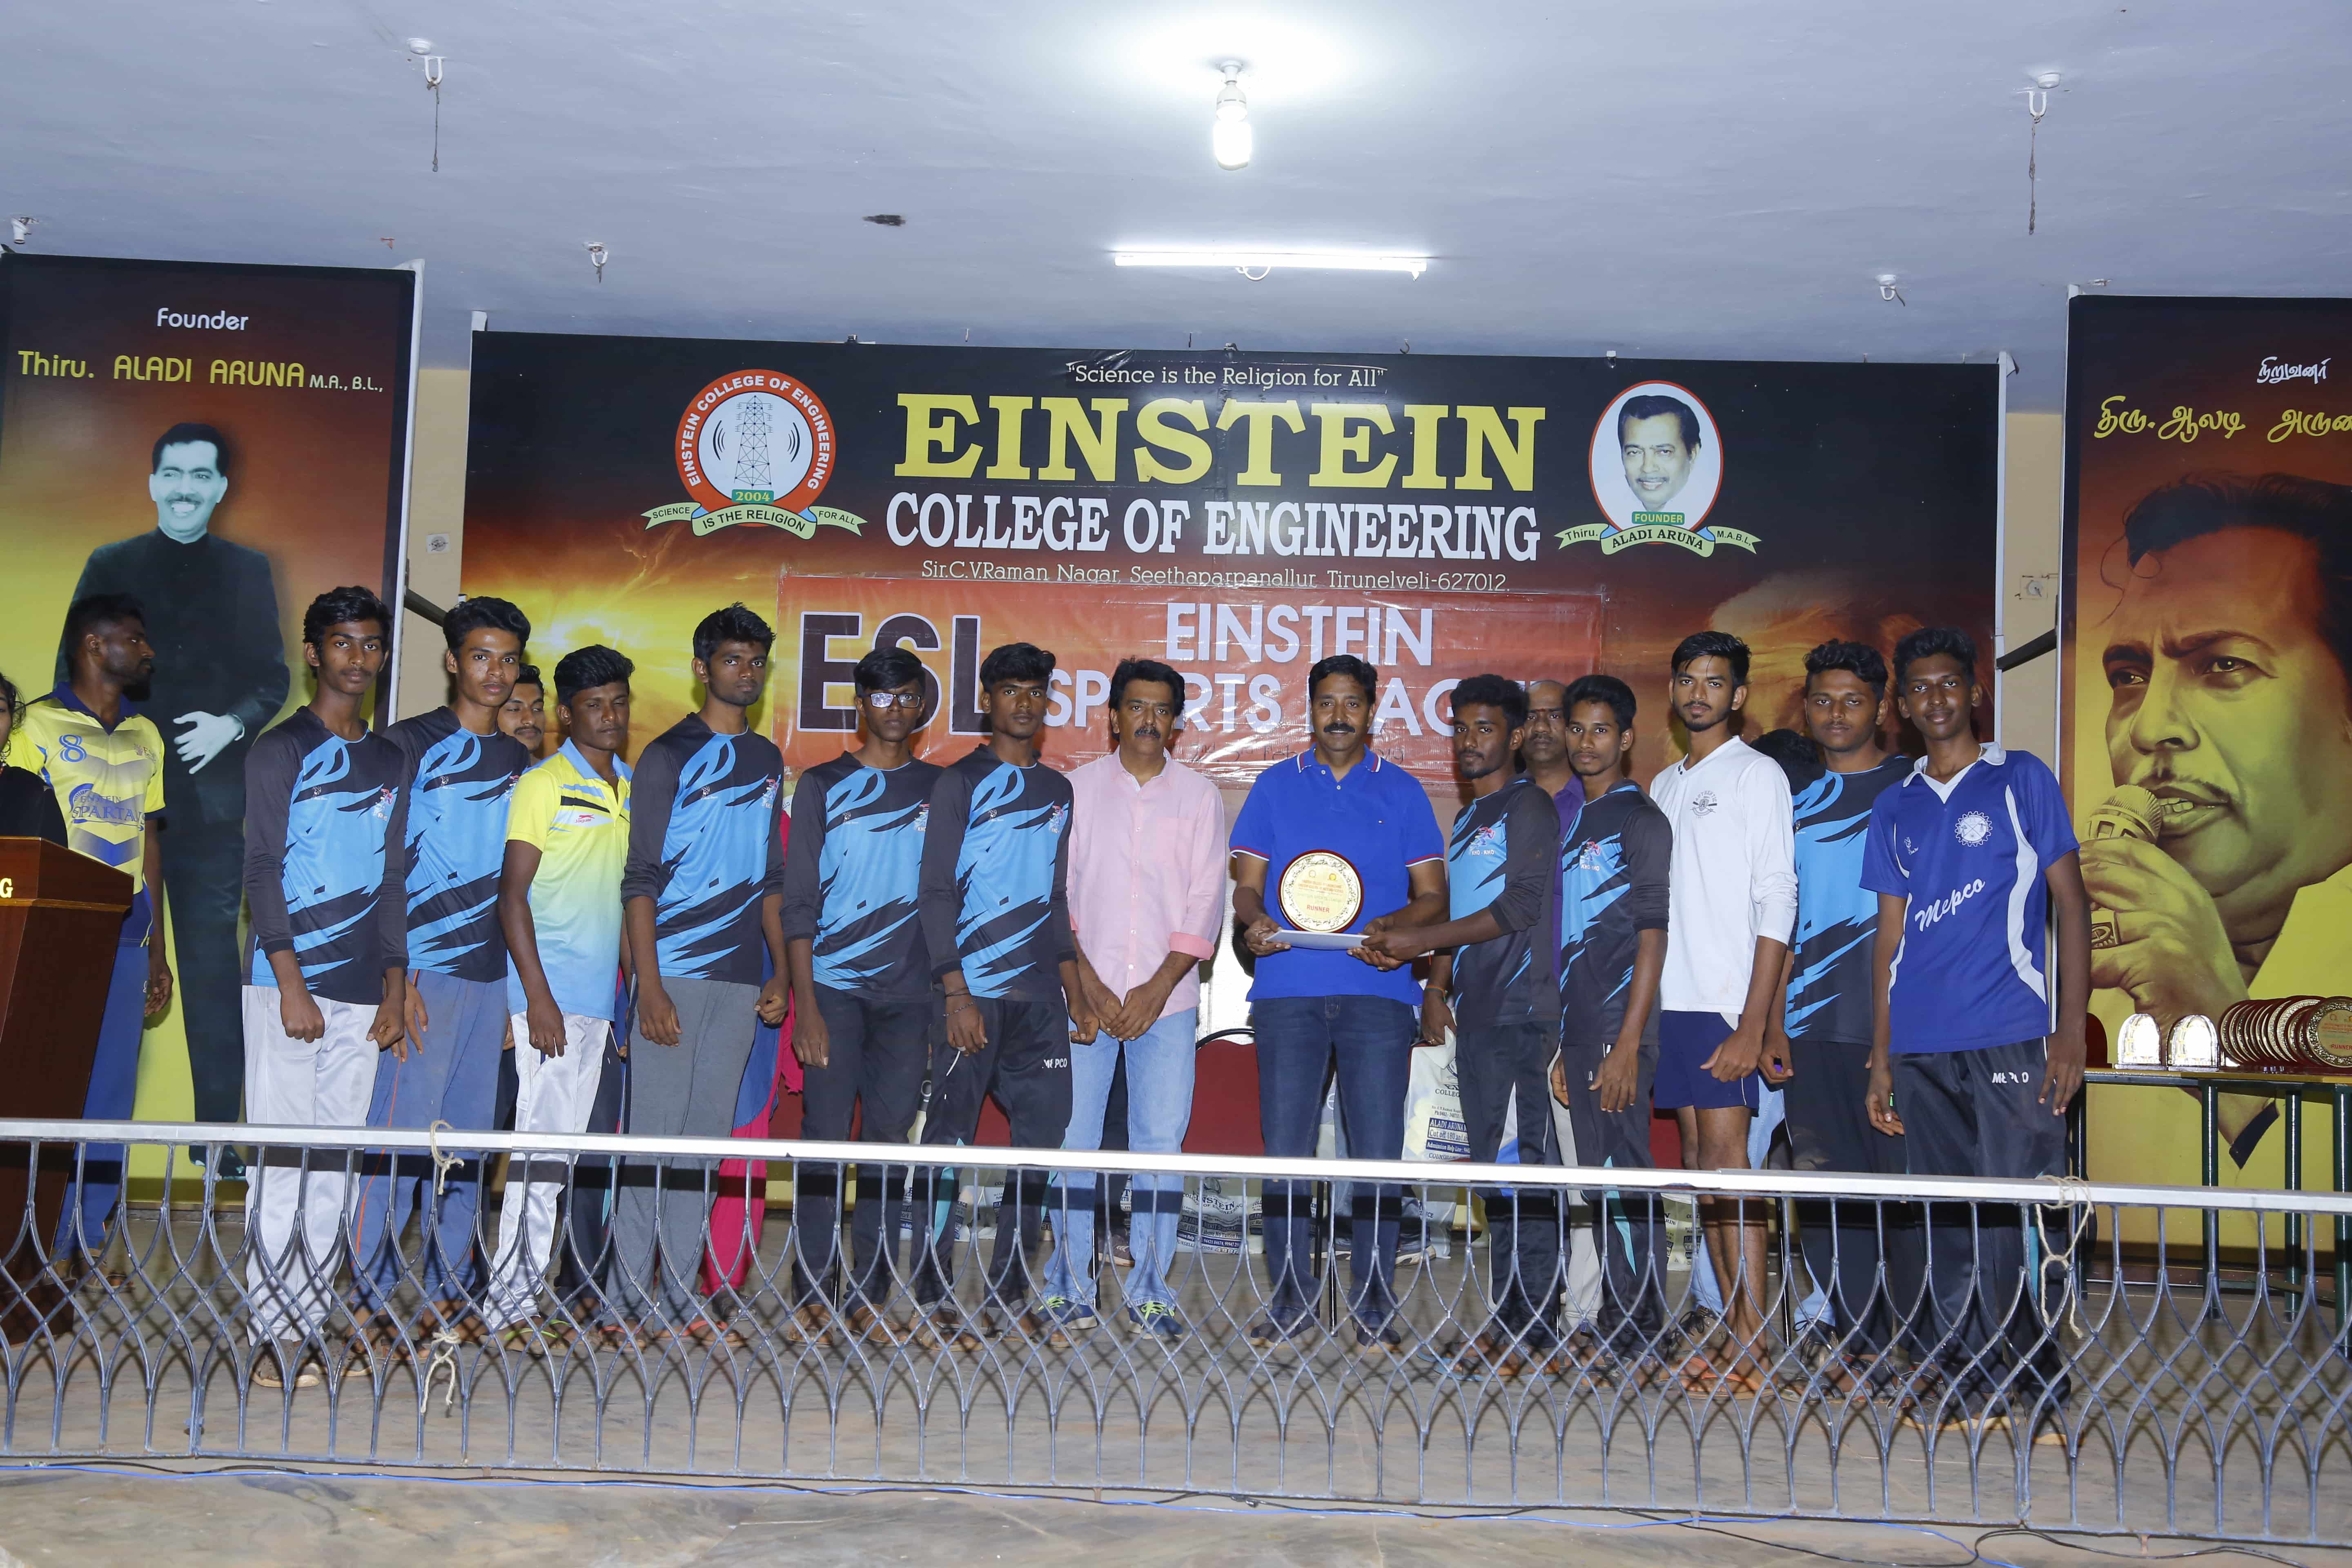 Founder
Thiru. ALADI ARUNA M.A., B.L.,
"Science is the Religion for All"
EINSTEIN
COLLEGE OF ENGINEERING
Sir.C.V.Raman Nagar, Seethaparpanallur, Tirunelveli-627012.
EINSTEIN COLLEGE OF ENGINEERING
2004
SCIENCE IS THE RELIGION FOR ALL
FOUNDER
Thiru. ALADI ARUNA M.A.B.L.
ESL
EINSTEIN
SPORTS
நிறுவனர்
திரு. ஆலடி
8
G
RUNNER
Mepco
MEPCO